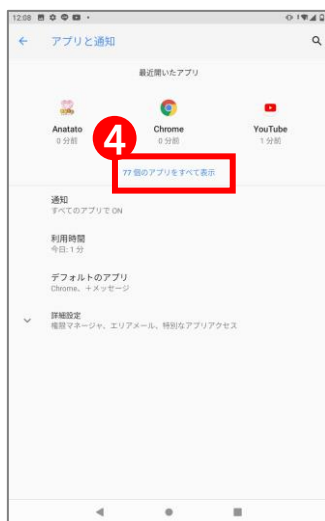 12:08
アプリと通知
最近開いたアプリ
Anatato
0 分前
Chrome
0 分前
YouTube
1 分前
4
77 個のアプリをすべて表示
通知
すべてのアプリで ON
利用時間
今日: 1 分
デフォルトのアプリ
Chrome、+メッセージ
詳細設定
権限マネージャ、エリアメール、特別なアプリアクセス